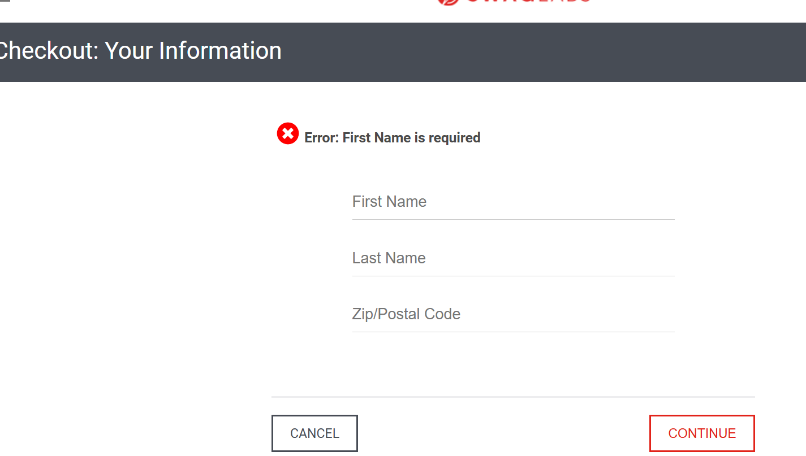 Checkout: Your Information
Error: First Name is required
First Name
Last Name
Zip/Postal Code
CANCEL
CONTINUE